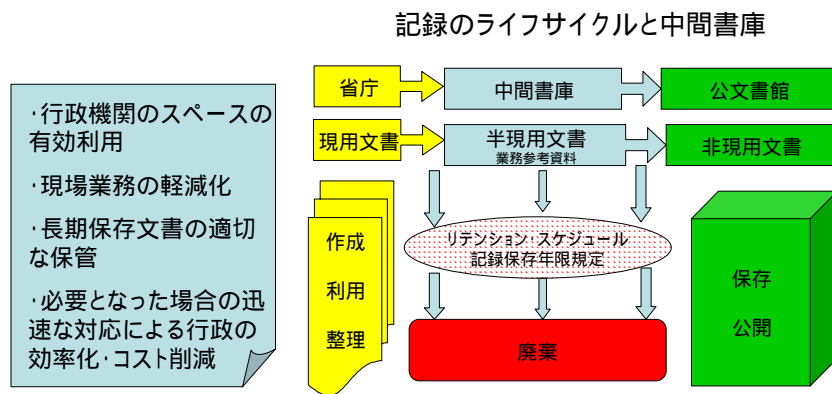 記録のライフサイクルと中間書庫
省庁
中間書庫
公文書館
現用文書
半現用文書
業務参考資料
非現用文書
・行政機関のスペースの
有効利用
・現場業務の軽減化
・長期保存文書の適切
な保管
・必要となった場合の迅
速な対応による行政の
効率化・コスト削減
作成
利用
整理
リテンション・スケジュール
記録保存年限規定
廃棄
保存
公開